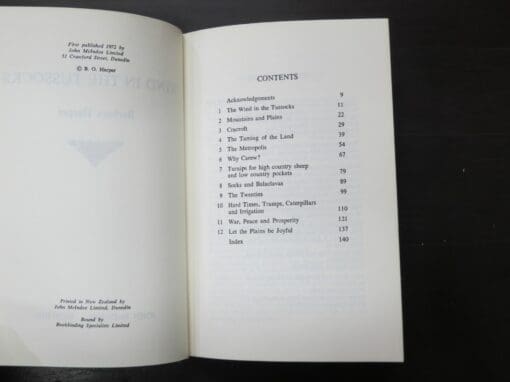 First published 1972 by
John McIndoe Limited
51 Crawford Street, Dunedin
© B. O. Harper
Printed in New Zealand by
John McIndoe Limited, Dunedin
Bound by
Bookbinding Specialists Limited
CONTENTS
Acknowledgements 9
1 The Wind in the Tussocks 11
2 Mountains and Plains 22
3 Cracroft 29
4 The Taming of the Land 39
5 The Metropolis 54
6 Why Carew? 67
7 Turnips for high country sheep
and low country pockets 79
8 Socks and Balaclavas 89
9 The Twenties 99
10 Hard Times, Tramps, Caterpillars
and Irrigation 110
11 War, Peace and Prosperity 121
12 Let the Plains be Joyful 137
Index 140